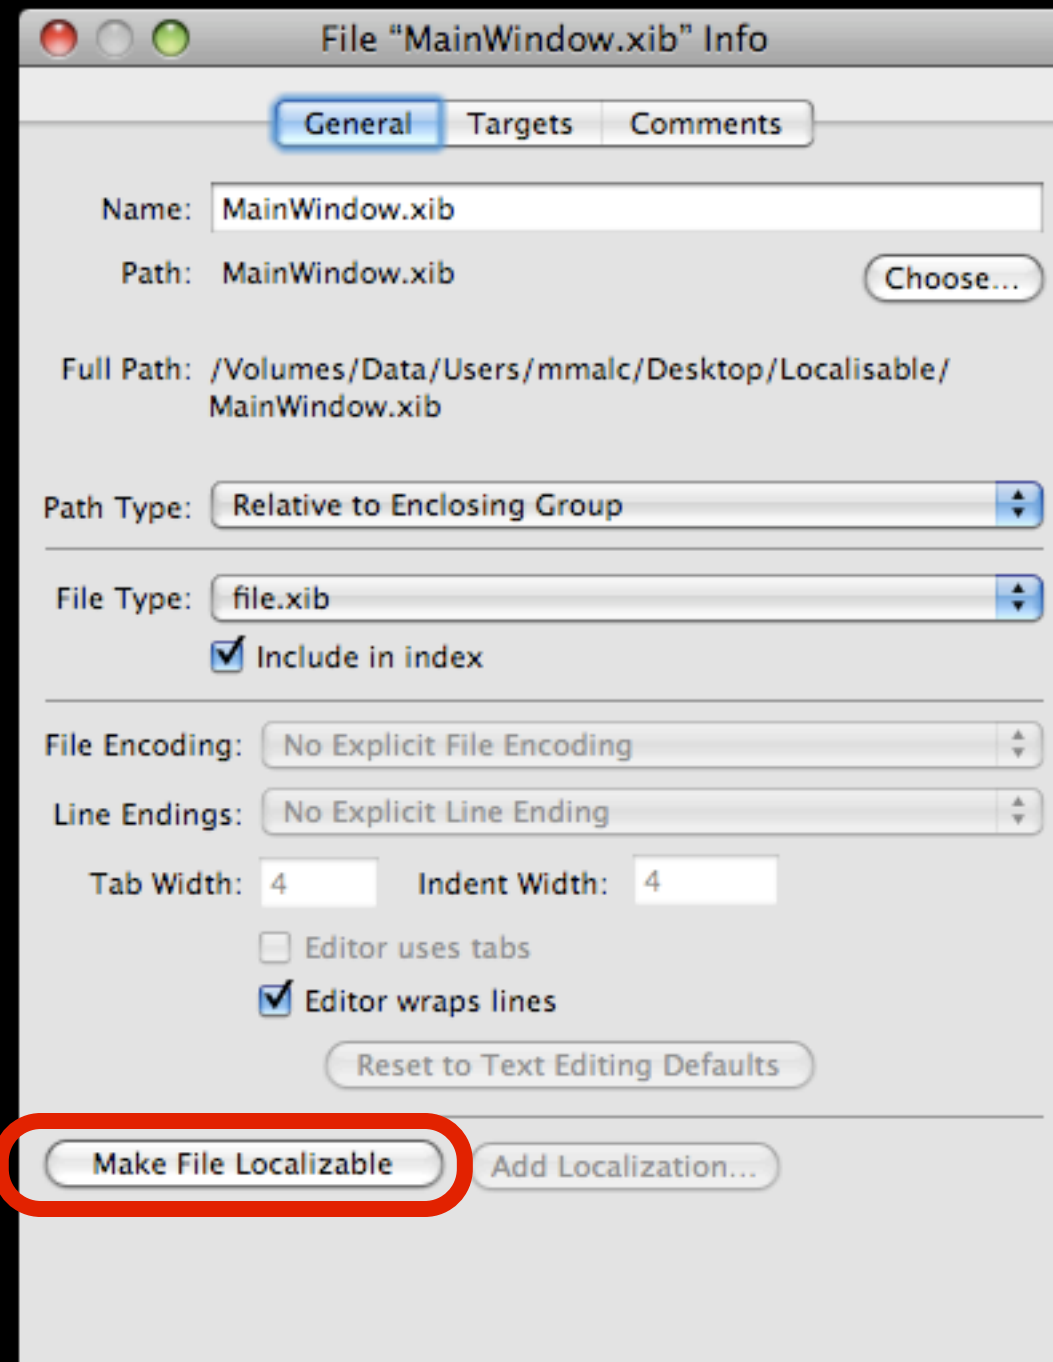 File “MainWindow.xib” Info
General Targets Comments
Name: MainWindow.xib
Path: MainWindow.xib Choose...
Full Path: /Volumes/Data/Users/mmalc/Desktop/Localisable/
MainWindow.xib
Path Type: Relative to Enclosing Group
File Type: file.xib
Include in index
File Encoding: No Explicit File Encoding
Line Endings: No Explicit Line Ending
Tab Width: 4 Indent Width: 4
Editor uses tabs
Editor wraps lines
Reset to Text Editing Defaults
Make File Localizable Add Localization...